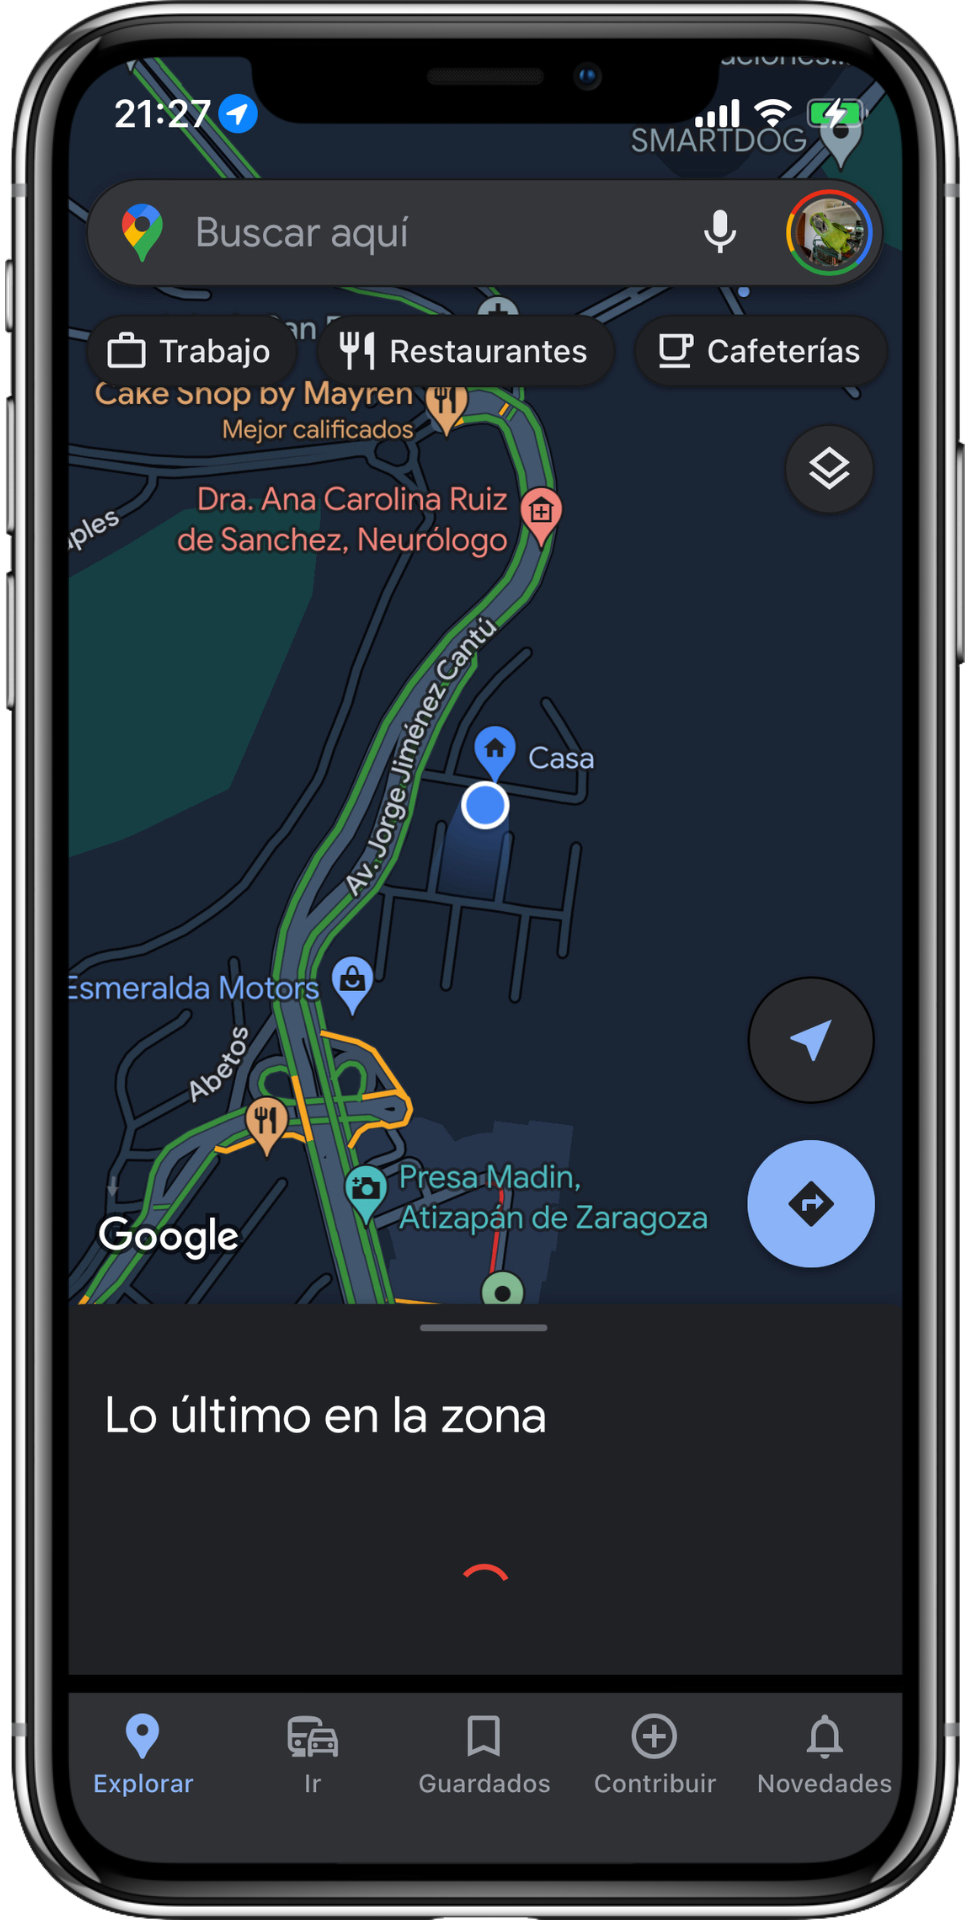 21:27
SMARTDOG
Buscar aquí
Trabajo
Restaurantes
Cafeterías
Cake Shop by Mayren
Mejor calificados
Dra. Ana Carolina Ruiz
de Sanchez, Neurólogo
Av. Jorge Jiménez Cantú
Casa
Esmeralda Motors
Abetos
Presa Madin,
Atizapán de Zaragoza
Google
Lo último en la zona
Explorar
Ir
Guardados
Contribuir
Novedades